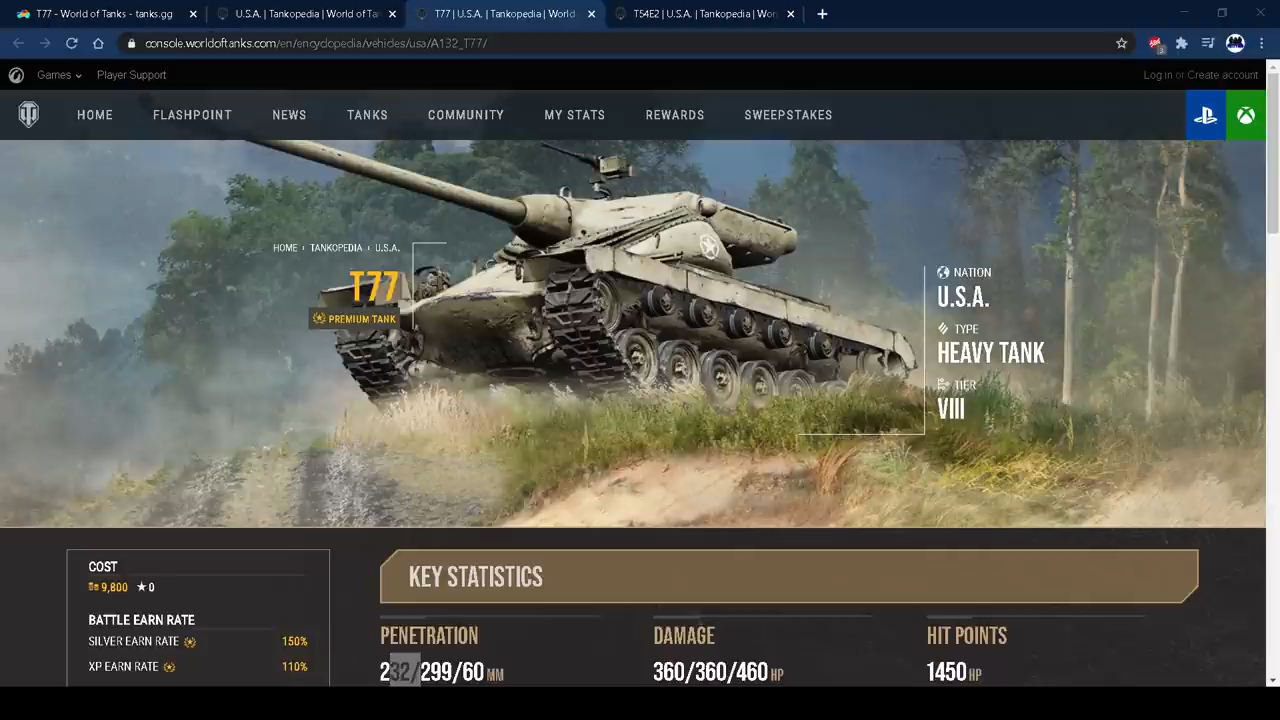 T77 - World of Tanks - tanks.gg
U.S.A. | Tankopedia | World of Tan
T77 | U.S.A. | Tankopedia | World
T54E2 | U.S.A. | Tankopedia | Wor
console.worldoftanks.com/en/encyclopedia/vehicles/usa/A132_T77/
Games
Player Support
Log in or Create account
HOME
FLASHPOINT
NEWS
TANKS
COMMUNITY
MY STATS
REWARDS
SWEEPSTAKES
HOME › TANKOPEDIA › U.S.A.
T77
PREMIUM TANK
NATION
U.S.A.
TYPE
HEAVY TANK
TIER
VIII
COST
9,800 ★0
BATTLE EARN RATE
SILVER EARN RATE 150%
XP EARN RATE 110%
KEY STATISTICS
PENETRATION
232/299/60 MM
DAMAGE
360/360/460 HP
HIT POINTS
1450 HP